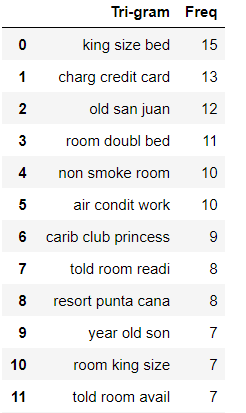 Tri-gram Freq
0 king size bed 15
1 charg credit card 13
2 old san juan 12
3 room doubl bed 11
4 non smoke room 10
5 air condit work 10
6 carib club princess 9
7 told room readi 8
8 resort punta cana 8
9 year old son 7
10 room king size 7
11 told room avail 7